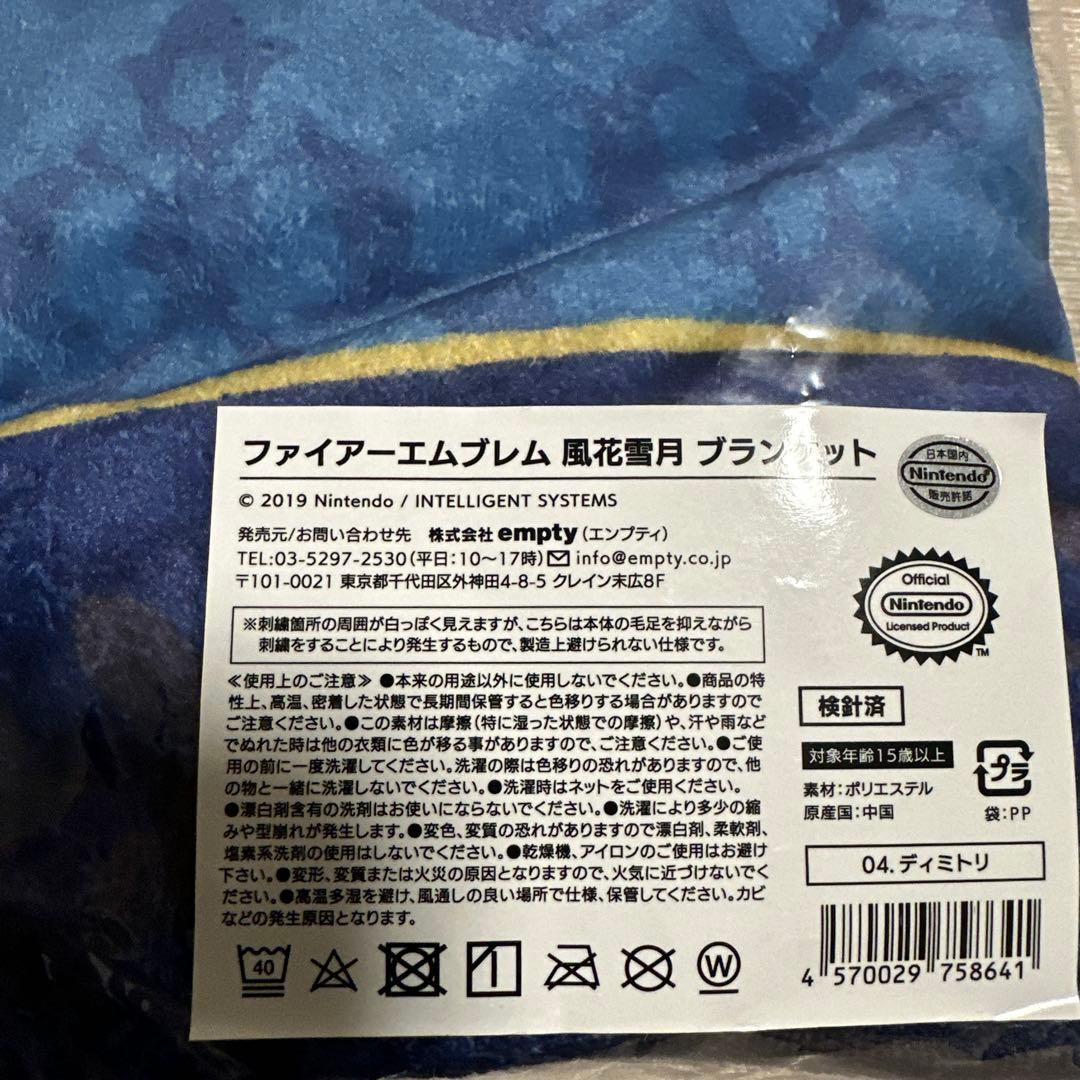 ファイアーエムブレム 風花雪月 ブランケット
© 2019 Nintendo / INTELLIGENT SYSTEMS
発売元/お問い合わせ先 株式会社empty(エンプティ)
TEL:03-5297-2530(平日:10〜17時) info@empty.co.jp
〒101-0021 東京都千代田区外神田4-8-5 クレイン末広8F
※刺繍箇所の周囲が白っぽく見えますが、こちらは本体の毛足を抑えながら
刺繍をすることにより発生するもので、製造上避けられない仕様です。
≪使用上のご注意≫ ●本来の用途以外に使用しないでください。●商品の特
性上、高温、密着した状態で長期間保管すると色移りする場合がありますので
ご注意ください。●この素材は摩擦(特に湿った状態での摩擦)や、汗や雨など
でぬれた時は他の衣類に色が移る事がありますので、ご注意ください。●ご使
用の前に一度洗濯してください。洗濯の際は色移りの恐れがありますので、他
の物と一緒に洗濯しないでください。●洗濯時はネットをご使用ください。
●漂白剤含有の洗剤はお使いにならないでください。●洗濯により多少の縮
みや型崩れが発生します。●変色、変質の恐れがありますので漂白剤、柔軟剤、
塩素系洗剤の使用はしないでください。●乾燥機、アイロンのご使用はお避け
下さい。●変形、変質または火災の原因となりますので、火気に近づけないでく
ださい。●高温多湿を避け、風通しの良い場所で仕様、保管してください。カビ
などの発生原因となります。
40
W
日本国内
Nintendo
販売許諾
Official
Nintendo
Licensed Product
TM
検針済
対象年齢15歳以上
素材:ポリエステル
原産国:中国
プラ
袋:PP
04.ディミトリ
4 570029 758641